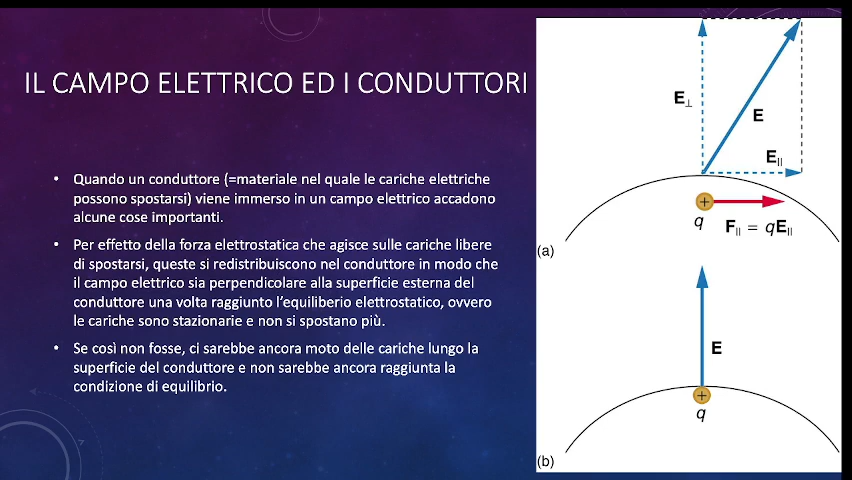 IL CAMPO ELETTRICO ED I CONDUTTORI
• Quando un conduttore (=materiale nel quale le cariche elettriche
possono spostarsi) viene immerso in un campo elettrico accadono
alcune cose importanti.
• Per effetto della forza elettrostatica che agisce sulle cariche libere
di spostarsi, queste si redistribuiscono nel conduttore in modo che
il campo elettrico sia perpendicolare alla superficie esterna del
conduttore una volta raggiunto l'equiliberio elettrostatico, ovvero
le cariche sono stazionarie e non si spostano più.
• Se così non fosse, ci sarebbe ancora moto delle cariche lungo la
superficie del conduttore e non sarebbe ancora raggiunta la
condizione di equilibrio.
E⊥
E
E||
+
q
F|| = qE||
(a)
E
+
q
(b)